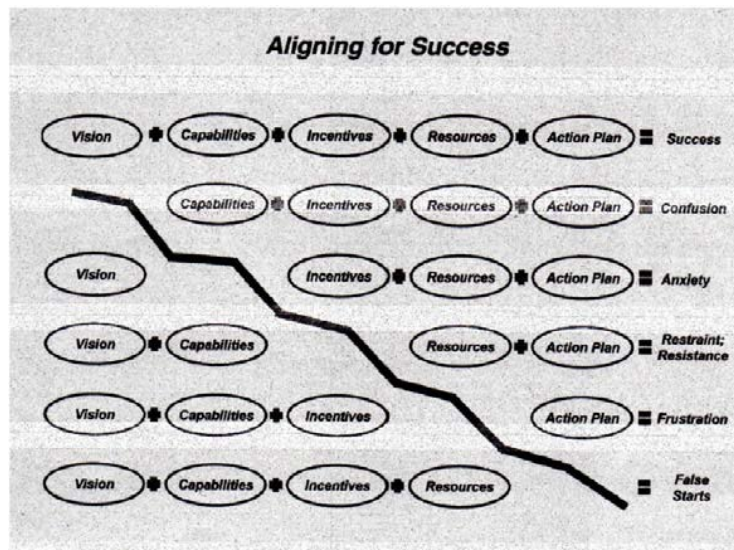 Aligning for Success
Vision + Capabilities + Incentives + Resources + Action Plan = Success
Capabilities + Incentives + Resources + Action Plan = Confusion
Vision Incentives + Resources + Action Plan = Anxiety
Vision + Capabilities Resources + Action Plan = Restraint;
Resistance
Vision + Capabilities + Incentives Action Plan = Frustration
Vision + Capabilities + Incentives + Resources = False
Starts